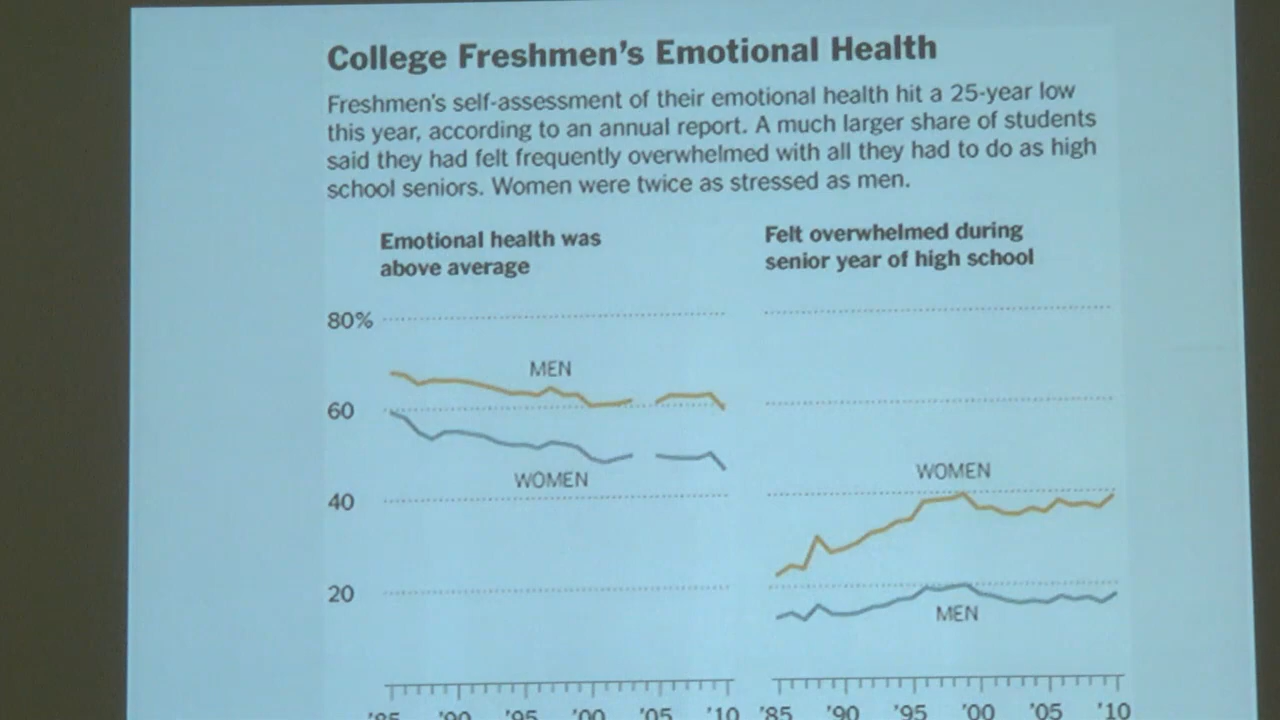 College Freshmen's Emotional Health
Freshmen's self-assessment of their emotional health hit a 25-year low
this year, according to an annual report. A much larger share of students
said they had felt frequently overwhelmed with all they had to do as high
school seniors. Women were twice as stressed as men.
Emotional health was
above average
80%
MEN
60
WOMEN
40
20
'85 '90 '95 '00 '05 '10
Felt overwhelmed during
senior year of high school
WOMEN
MEN
'85 '90 '95 '00 '05 '10